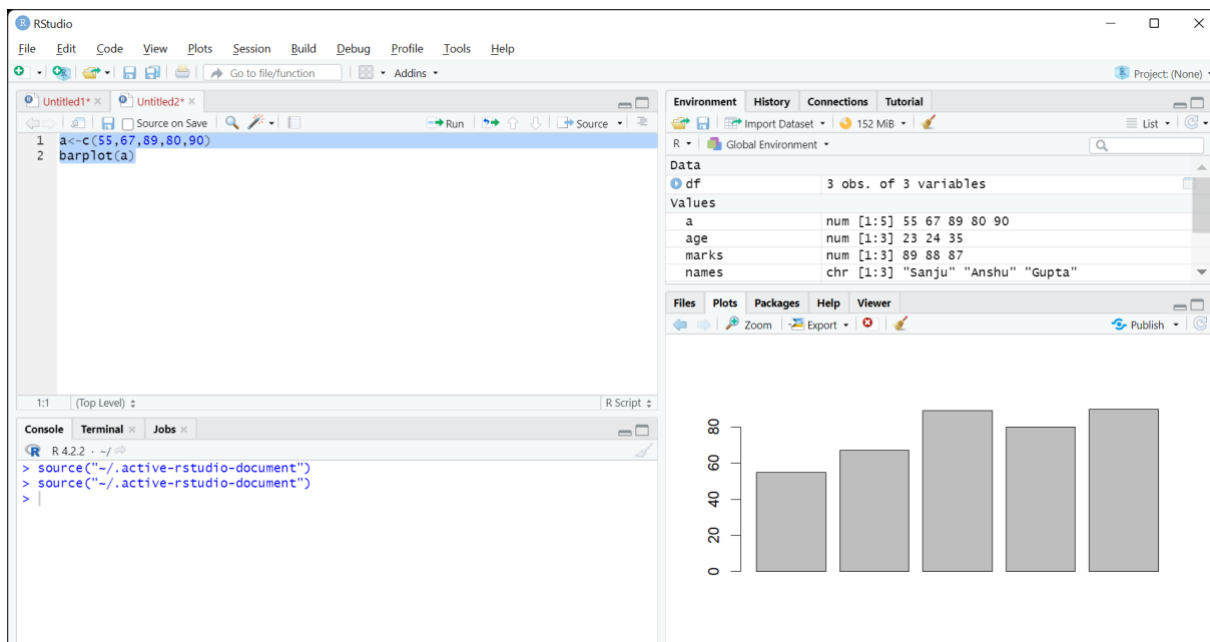 RStudio
File Edit Code View Plots Session Build Debug Profile Tools Help
Go to file/function Addins Project: (None)
Untitled1* Untitled2*
Source on Save Run Source
1 a<-c(55,67,89,80,90)
2 barplot(a)
1:1 (Top Level) R Script
Console Terminal Jobs
R 4.2.2 · ~/
> source("~/.active-rstudio-document")
> source("~/.active-rstudio-document")
>
Environment History Connections Tutorial
Import Dataset 152 MiB List
R Global Environment
Data
df 3 obs. of 3 variables
Values
a num [1:5] 55 67 89 80 90
age num [1:3] 23 24 35
marks num [1:3] 89 88 87
names chr [1:3] "Sanju" "Anshu" "Gupta"
Files Plots Packages Help Viewer
Zoom Export Publish
80
60
40
20
0